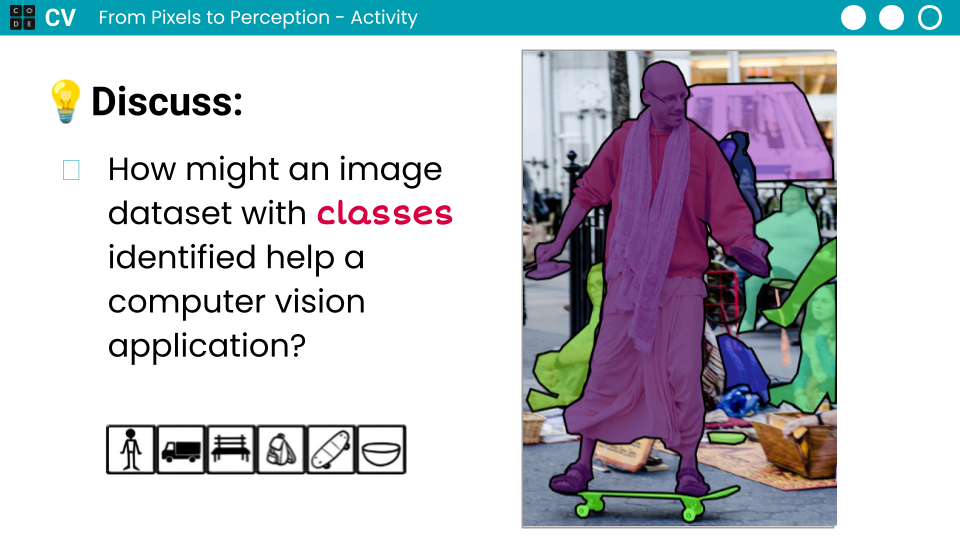 CODE CV From Pixels to Perception - Activity
Discuss:
How might an image
dataset with classes
identified help a
computer vision
application?